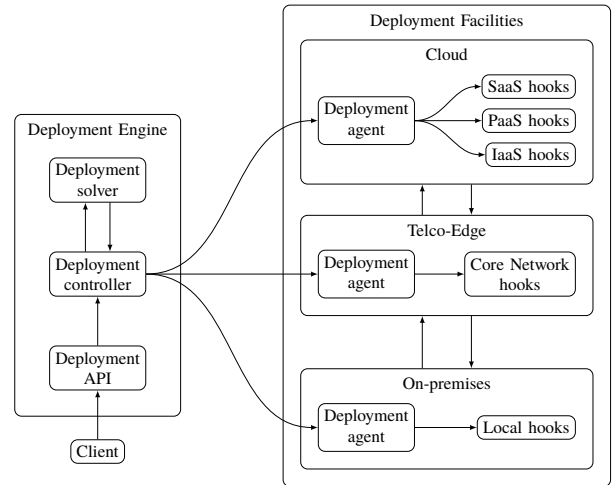 Deployment Engine
Deployment
solver
Deployment
controller
Deployment
API
Client
Deployment Facilities
Cloud
Deployment
agent
SaaS hooks
PaaS hooks
IaaS hooks
Telco-Edge
Deployment
agent
Core Network
hooks
On-premises
Deployment
agent
Local hooks